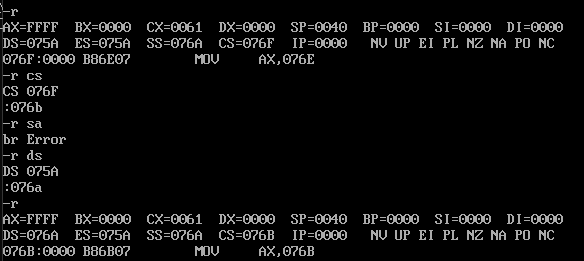 -r
AX=FFFF BX=0000 CX=0061 DX=0000 SP=0040 BP=0000 SI=0000 DI=0000
DS=075A ES=075A SS=076A CS=076F IP=0000 NV UP EI PL NZ NA PO NC
076F:0000 B86E07 MOV AX,076E
-r cs
CS 076F
:076b
-r sa
br Error
-r ds
DS 075A
:076a
-r
AX=FFFF BX=0000 CX=0061 DX=0000 SP=0040 BP=0000 SI=0000 DI=0000
DS=076A ES=075A SS=076A CS=076B IP=0000 NV UP EI PL NZ NA PO NC
076B:0000 B86B07 MOV AX,076B